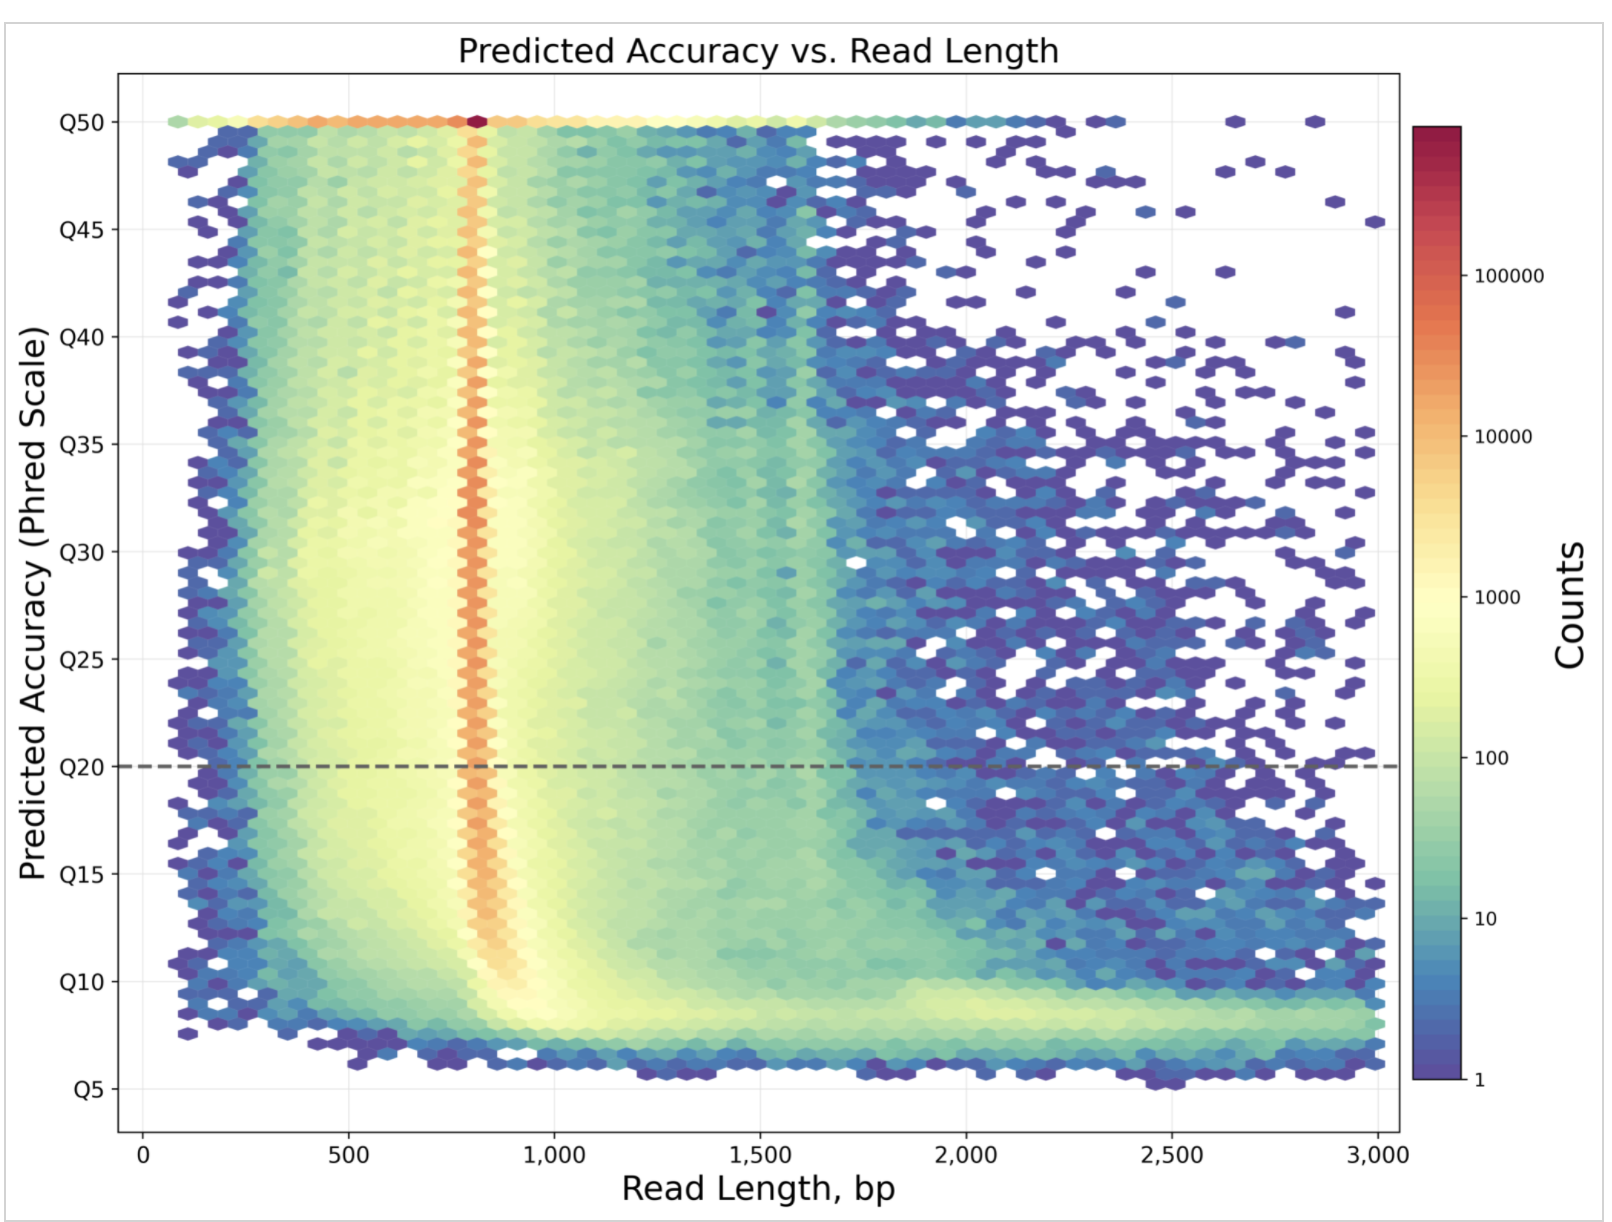 Predicted Accuracy vs. Read Length
Predicted Accuracy (Phred Scale)
Q50
Q45
Q40
Q35
Q30
Q25
Q20
Q15
Q10
Q5
0
500
1,000
1,500
2,000
2,500
3,000
Read Length, bp
100000
10000
1000
100
10
1
Counts